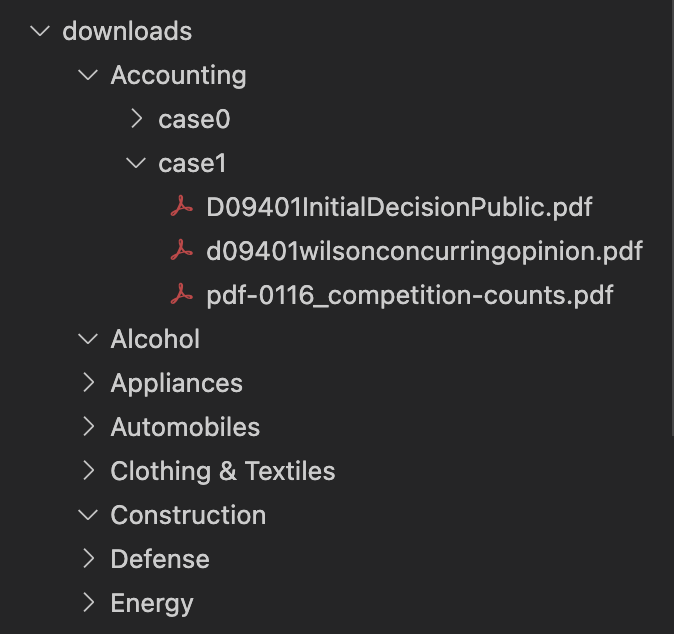 downloads
Accounting
case0
case1
D09401InitialDecisionPublic.pdf
d09401wilsonconcurringopinion.pdf
pdf-0116_competition-counts.pdf
Alcohol
Appliances
Automobiles
Clothing & Textiles
Construction
Defense
Energy